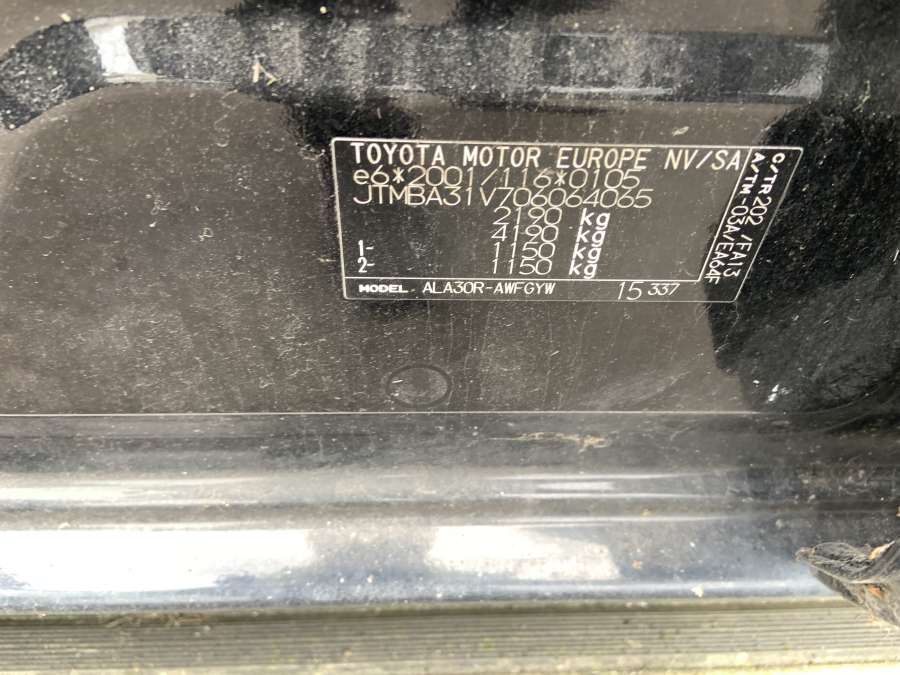 TOYOTA MOTOR EUROPE NV/SA
e6*2001/116*0105
JTMBA31V706064065
2190 kg
4190 kg
1- 1150 kg
2- 1150 kg
MODEL ALA30R-AWFGYW 15 337
C/TR 202 /FA13
A/TM -03A/EA64F